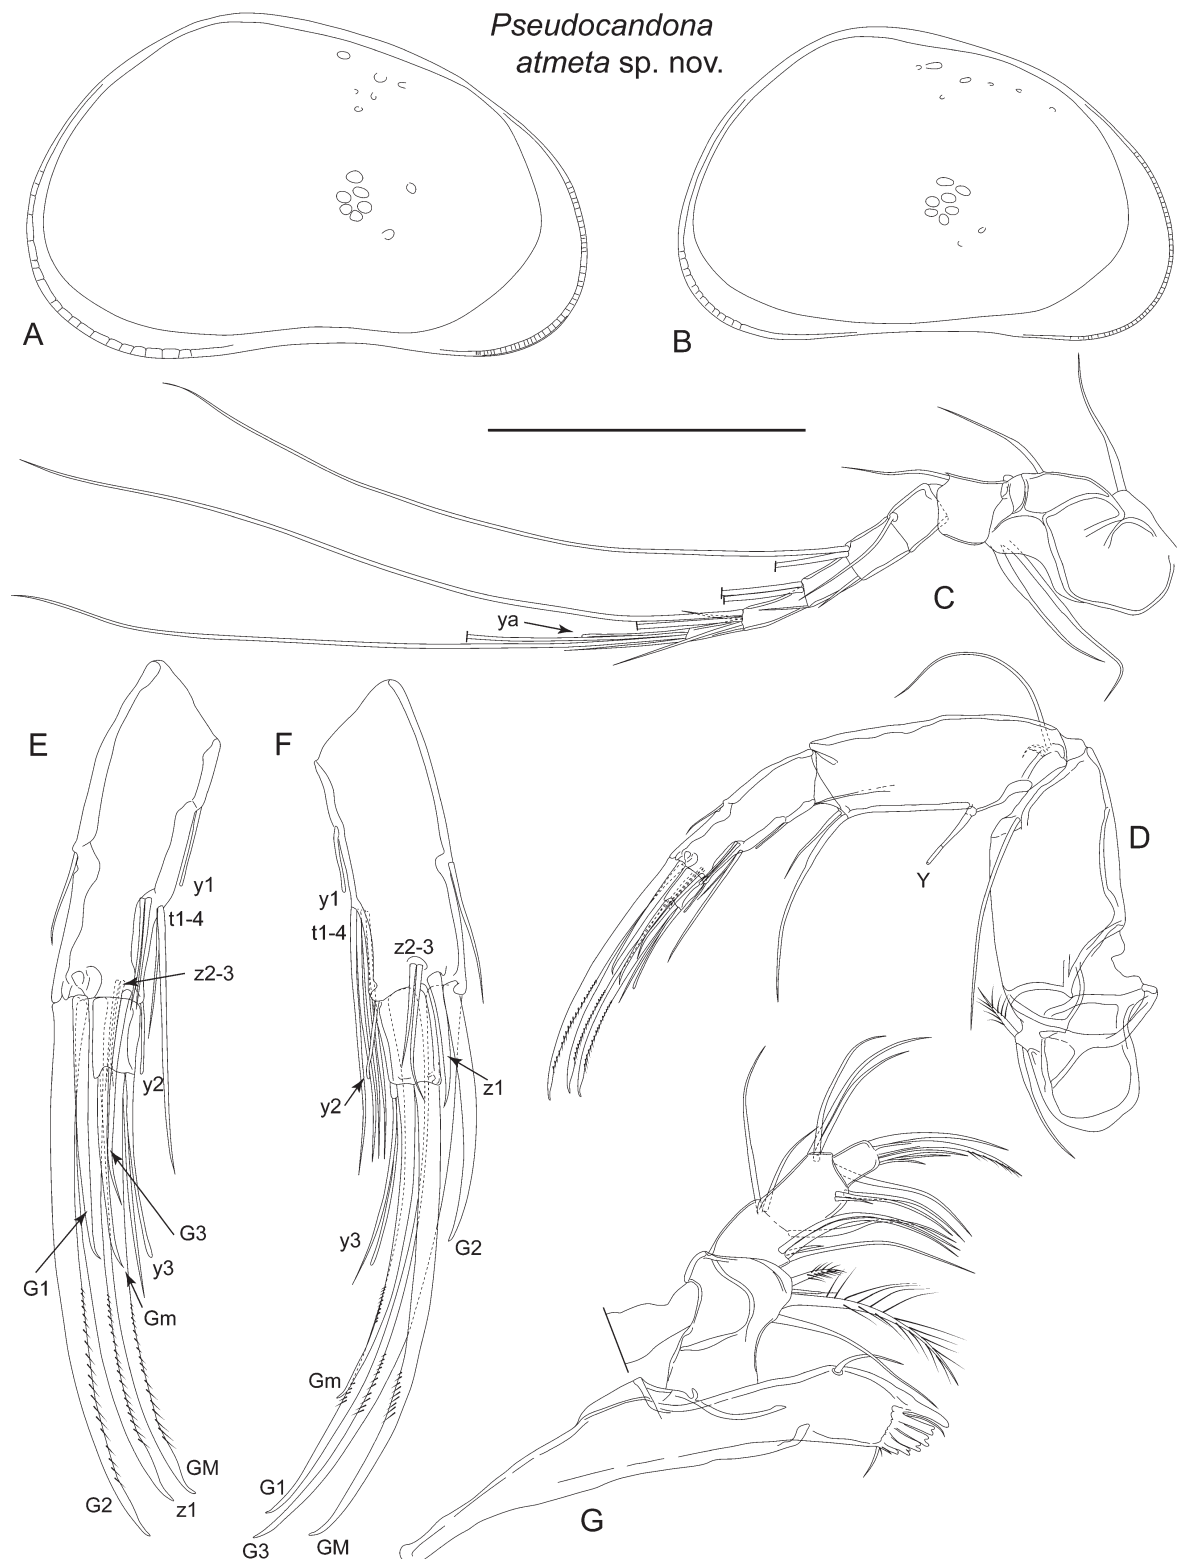 Pseudocandona
atmeta sp. nov.
A
B
C
ya
E
F
D
Y
y1
t1-4
z2-3
y2
G3
G1
y3
Gm
GM
z1
G2
y1
t1-4
z2-3
z1
y2
G2
y3
Gm
G1
G3
GM
G